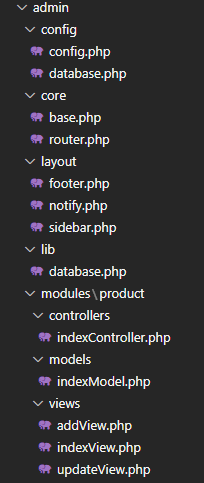 admin
config
config.php
database.php
core
base.php
router.php
layout
footer.php
notify.php
sidebar.php
lib
database.php
modules\product
controllers
indexController.php
models
indexModel.php
views
addView.php
indexView.php
updateView.php